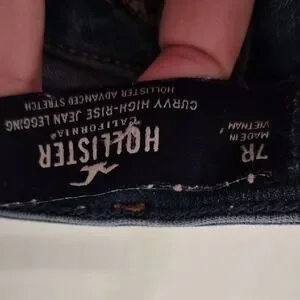 HOLLISTER
CALIFORNIA
CURVY HIGH-RISE JEAN LEGGING
HOLLISTER ADVANCED STRETCH
7R
MADE IN
VIETNAM